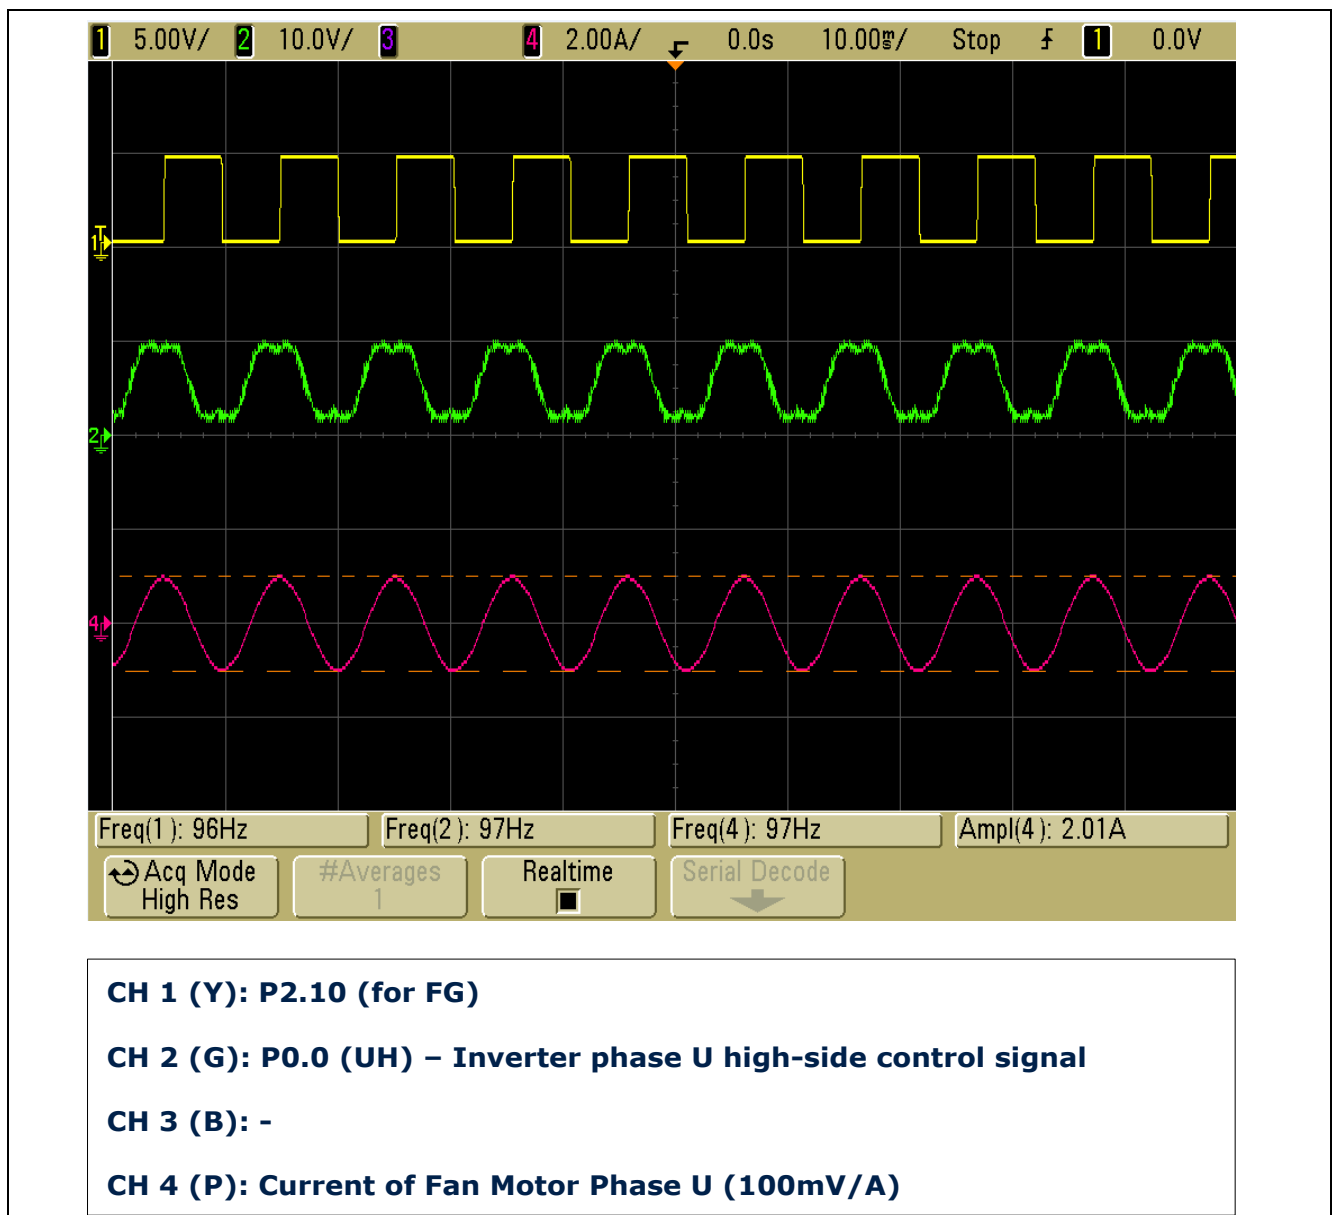 1 5.00V/ 2 10.0V/ 3 4 2.00A/ 0.0s 10.00ms/ Stop 1 0.0V
T
1
2
4
Freq(1): 96Hz Freq(2): 97Hz Freq(4): 97Hz Ampl(4): 2.01A
Acq Mode
High Res
#Averages
1
Realtime
Serial Decode
CH 1 (Y): P2.10 (for FG)
CH 2 (G): P0.0 (UH) – Inverter phase U high-side control signal
CH 3 (B): -
CH 4 (P): Current of Fan Motor Phase U (100mV/A)